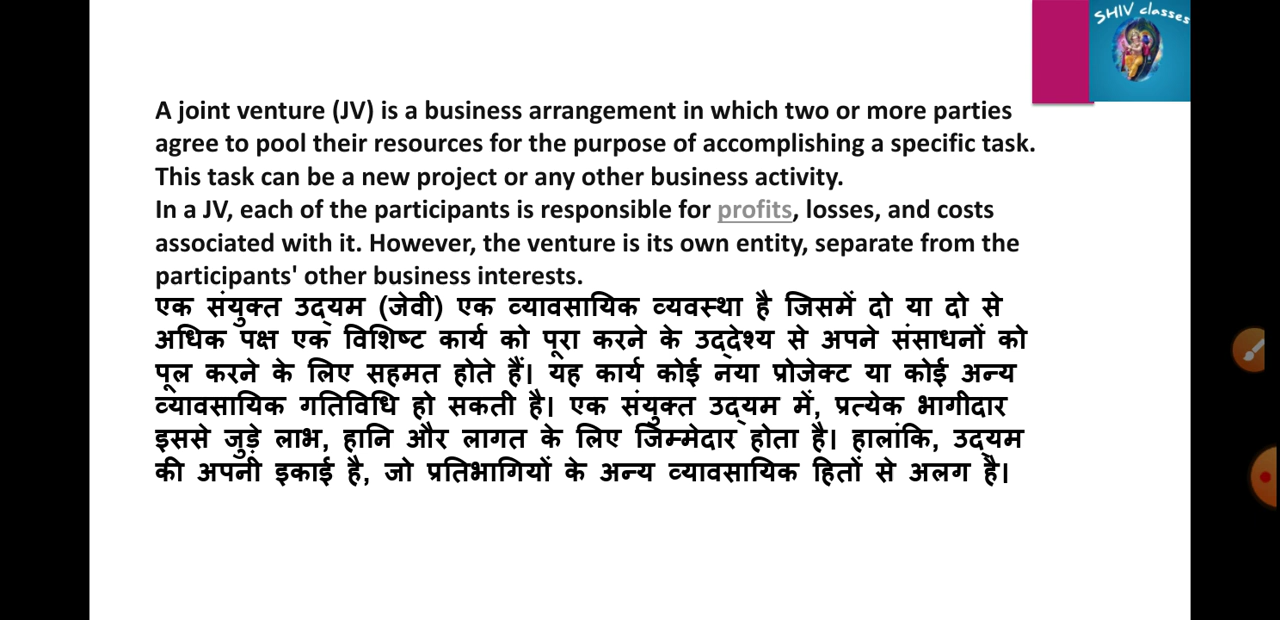 SHIV classes
A joint venture (JV) is a business arrangement in which two or more parties
agree to pool their resources for the purpose of accomplishing a specific task.
This task can be a new project or any other business activity.
In a JV, each of the participants is responsible for profits, losses, and costs
associated with it. However, the venture is its own entity, separate from the
participants' other business interests.
एक संयुक्त उद्यम (जेवी) एक व्यावसायिक व्यवस्था है जिसमें दो या दो से
अधिक पक्ष एक विशिष्ट कार्य को पूरा करने के उद्देश्य से अपने संसाधनों को
पूल करने के लिए सहमत होते हैं। यह कार्य कोई नया प्रोजेक्ट या कोई अन्य
व्यावसायिक गतिविधि हो सकती है। एक संयुक्त उद्यम में, प्रत्येक भागीदार
इससे जुड़े लाभ, हानि और लागत के लिए जिम्मेदार होता है। हालांकि, उद्यम
की अपनी इकाई है, जो प्रतिभागियों के अन्य व्यावसायिक हितों से अलग है।